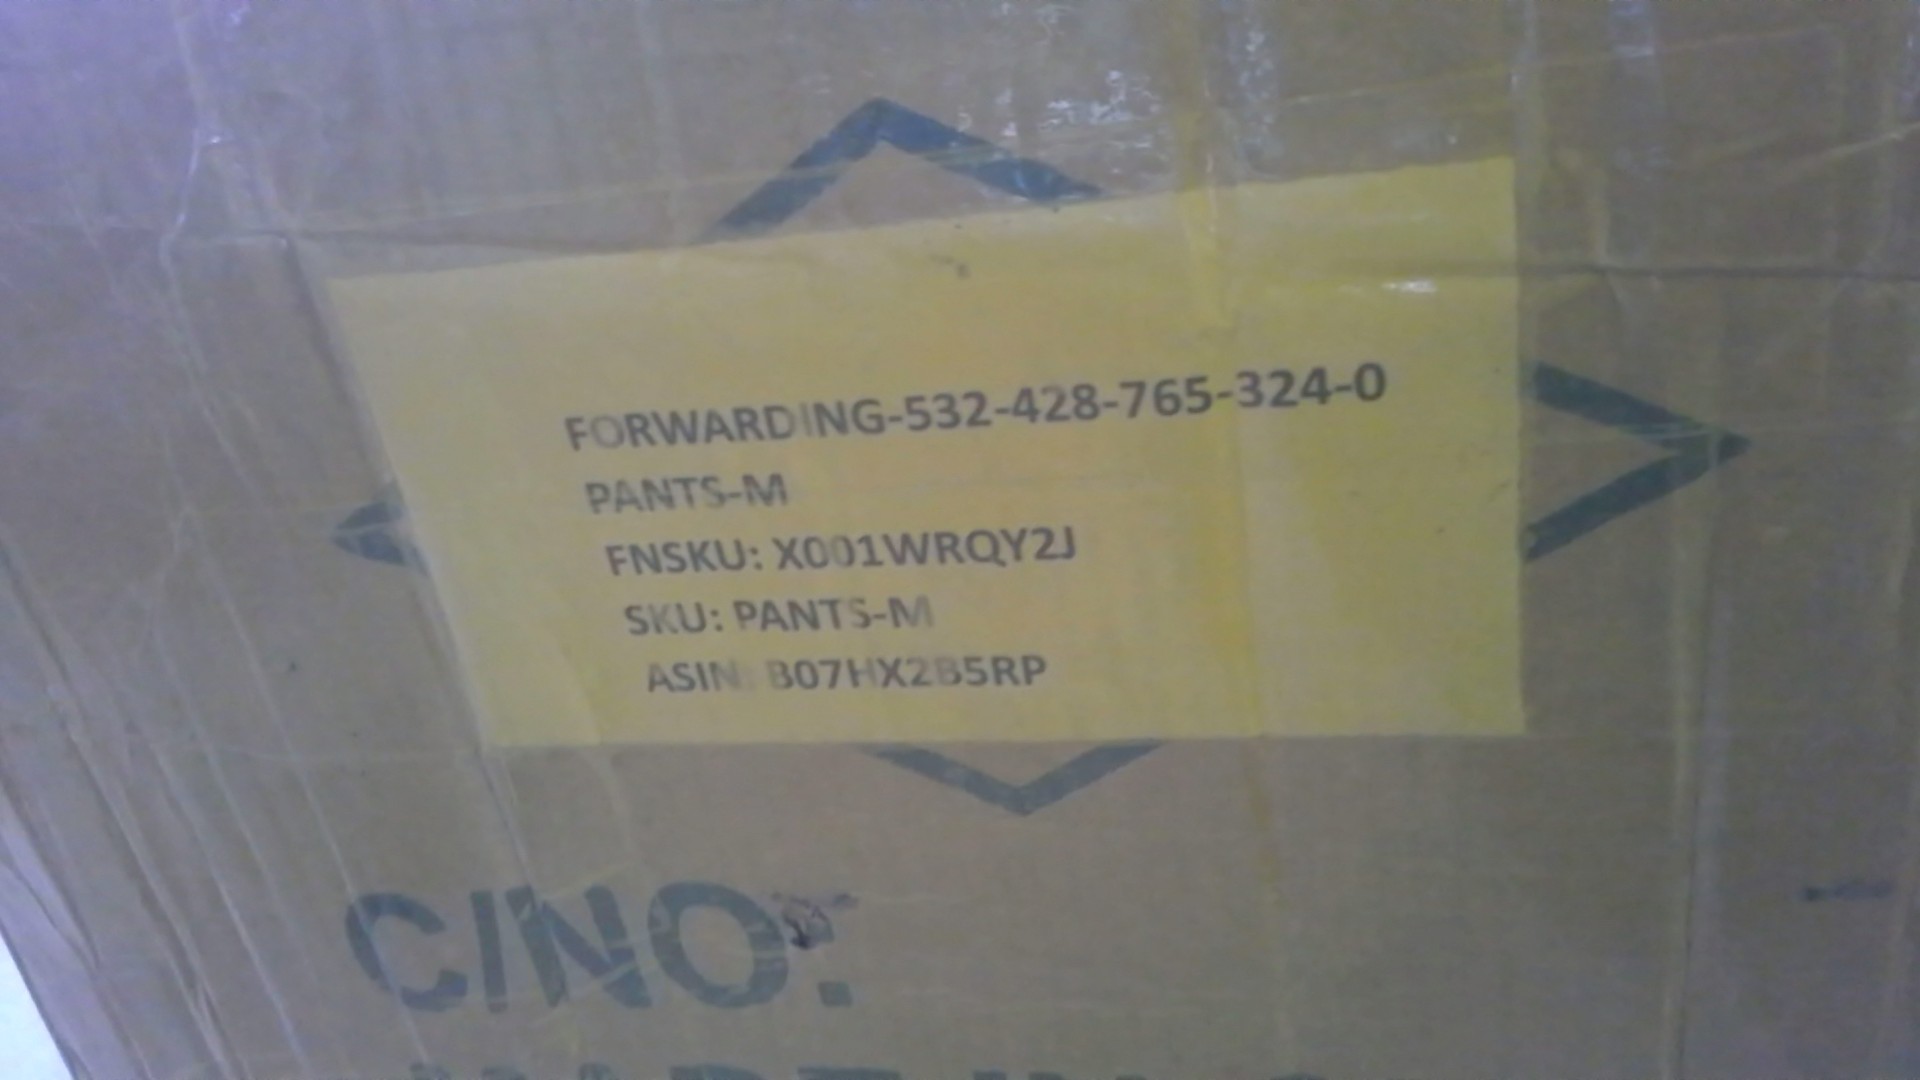 FORWARDING-532-428-765-324-0
PANTS-M
FNSKU: X001WRQY2J
SKU: PANTS-M
ASIN: B07HX2B5RP
C/NO.: